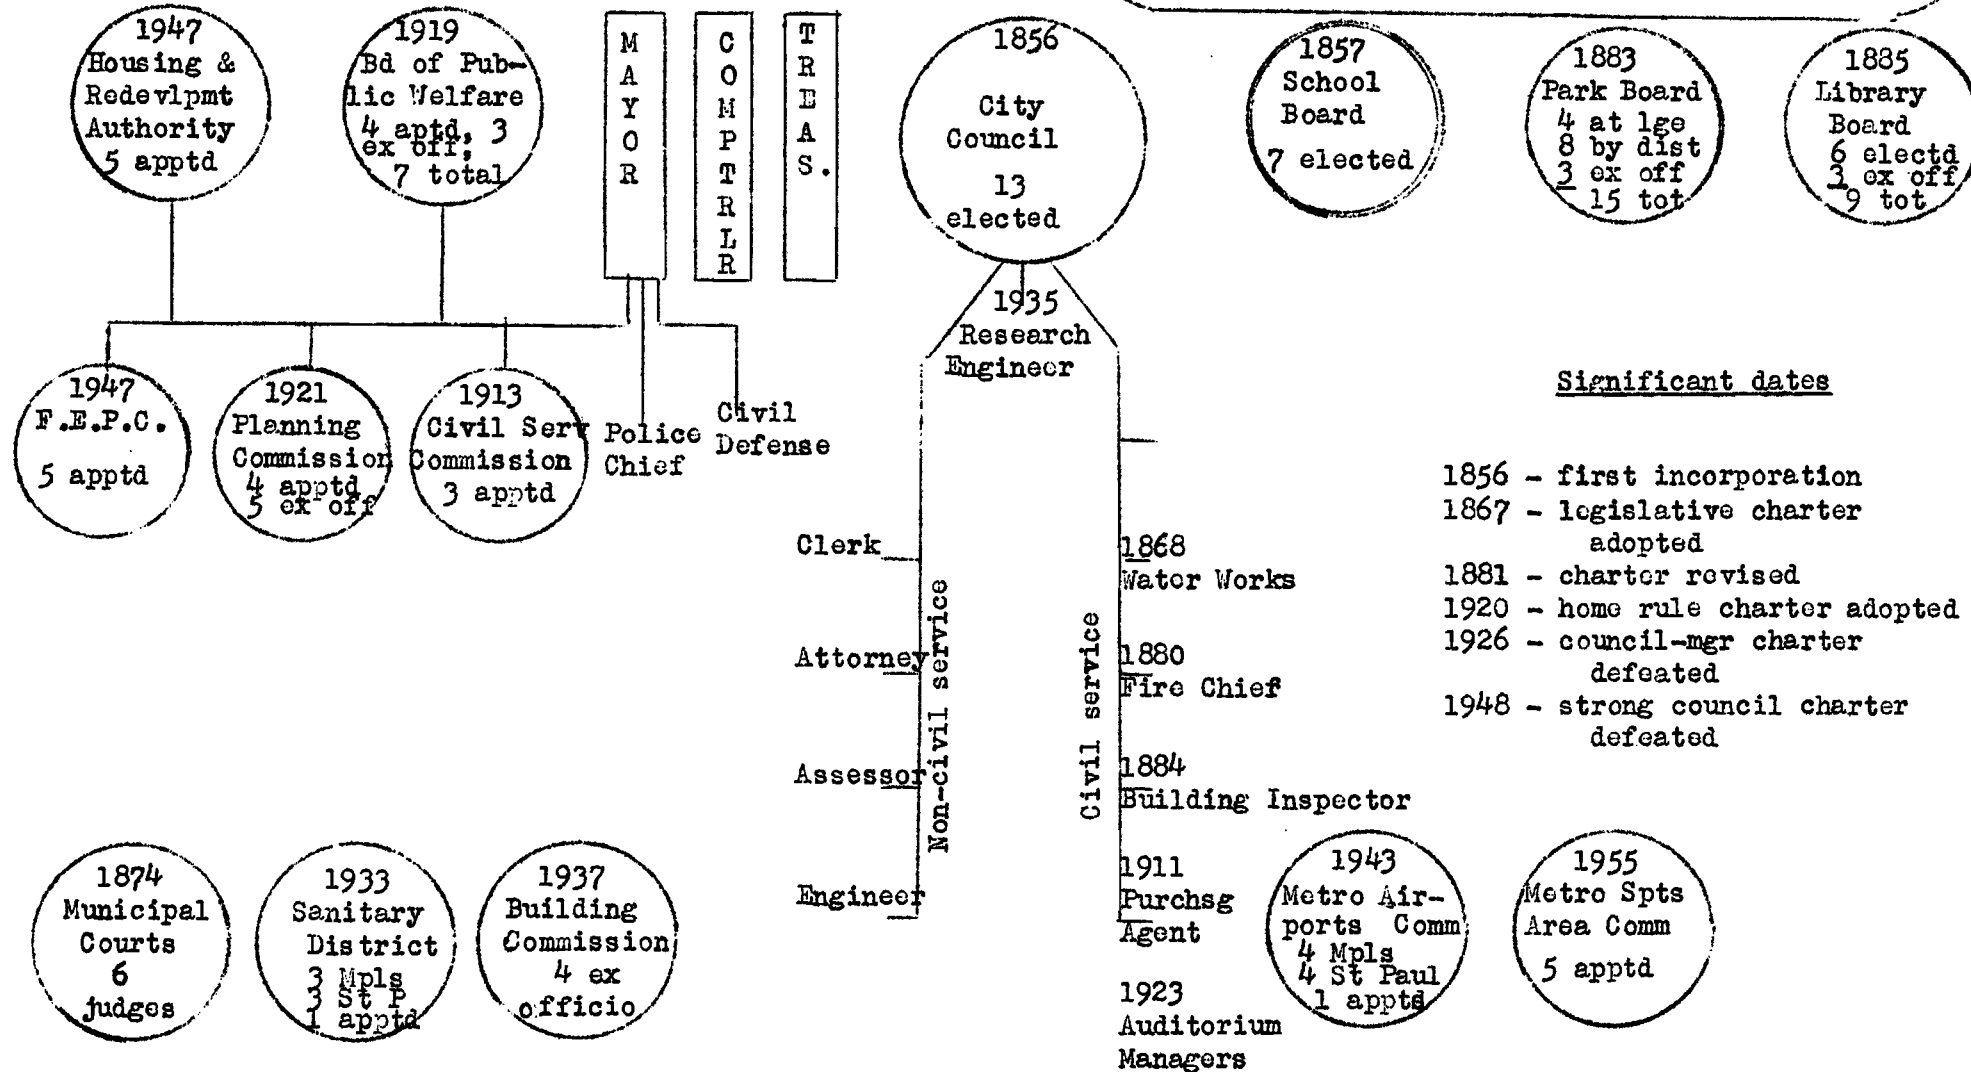 1947
Housing &
Redevlpmt
Authority
5 apptd
1919
Bd of Pub-
lic Welfare
4 aptd, 3
ex off,
7 total
MAYOR
COMPTRLR
TREAS.
1856
City
Council
13
elected
1857
School
Board
7 elected
1883
Park Board
4 at lge
8 by dist
3 ex off
15 tot
1885
Library
Board
6 electd
3 ex off
9 tot
1935
Research
Engineer
1947
F.E.P.C.
5 apptd
1921
Planning
Commission
4 apptd
5 ex off
1913
Civil Serv
Commission
3 apptd
Police
Chief
Civil
Defense
Non-civil service
Clerk
Attorney
Assessor
Engineer
Civil service
1868
Water Works
1880
Fire Chief
1884
Building Inspector
1911
Purchsg
Agent
1923
Auditorium
Managers
Significant dates
1856 - first incorporation
1867 - legislative charter
adopted
1881 - charter revised
1920 - home rule charter adopted
1926 - council-mgr charter
defeated
1948 - strong council charter
defeated
1874
Municipal
Courts
6
judges
1933
Sanitary
District
3 Mpls
3 St P
1 apptd
1937
Building
Commission
4 ex
officio
1943
Metro Air-
ports Comm
4 Mpls
4 St Paul
1 apptd
1955
Metro Spts
Area Comm
5 apptd